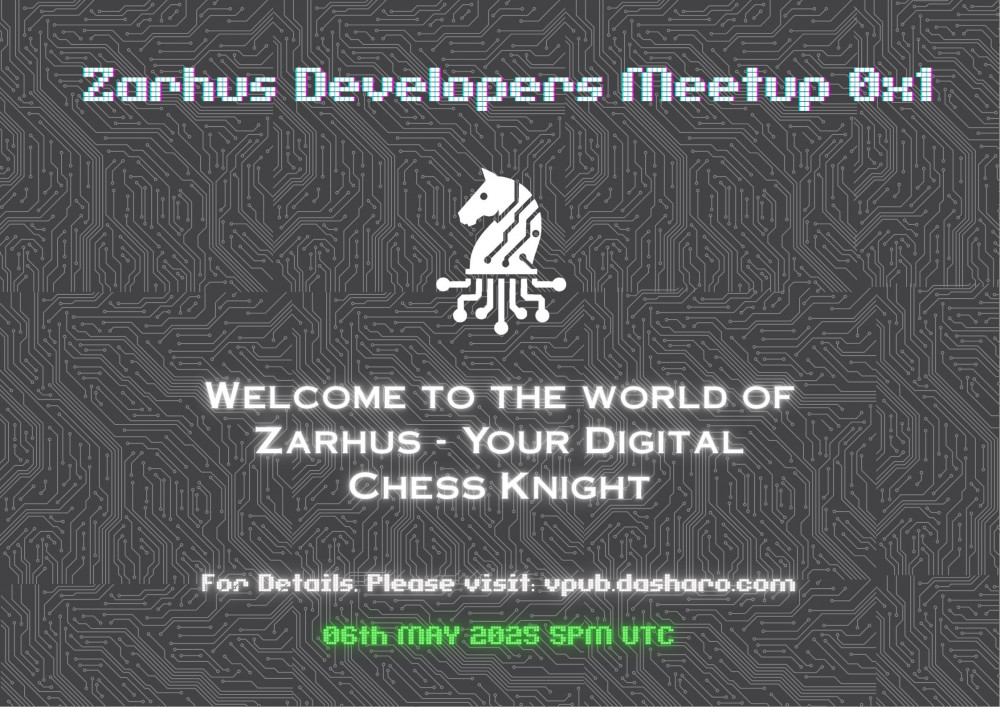 Zarhus Developers Meetup 0x1
Welcome to the world of
Zarhus - Your Digital
Chess Knight
For Details, Please visit: vpub.dasharo.com
06th MAY 2025 5PM UTC